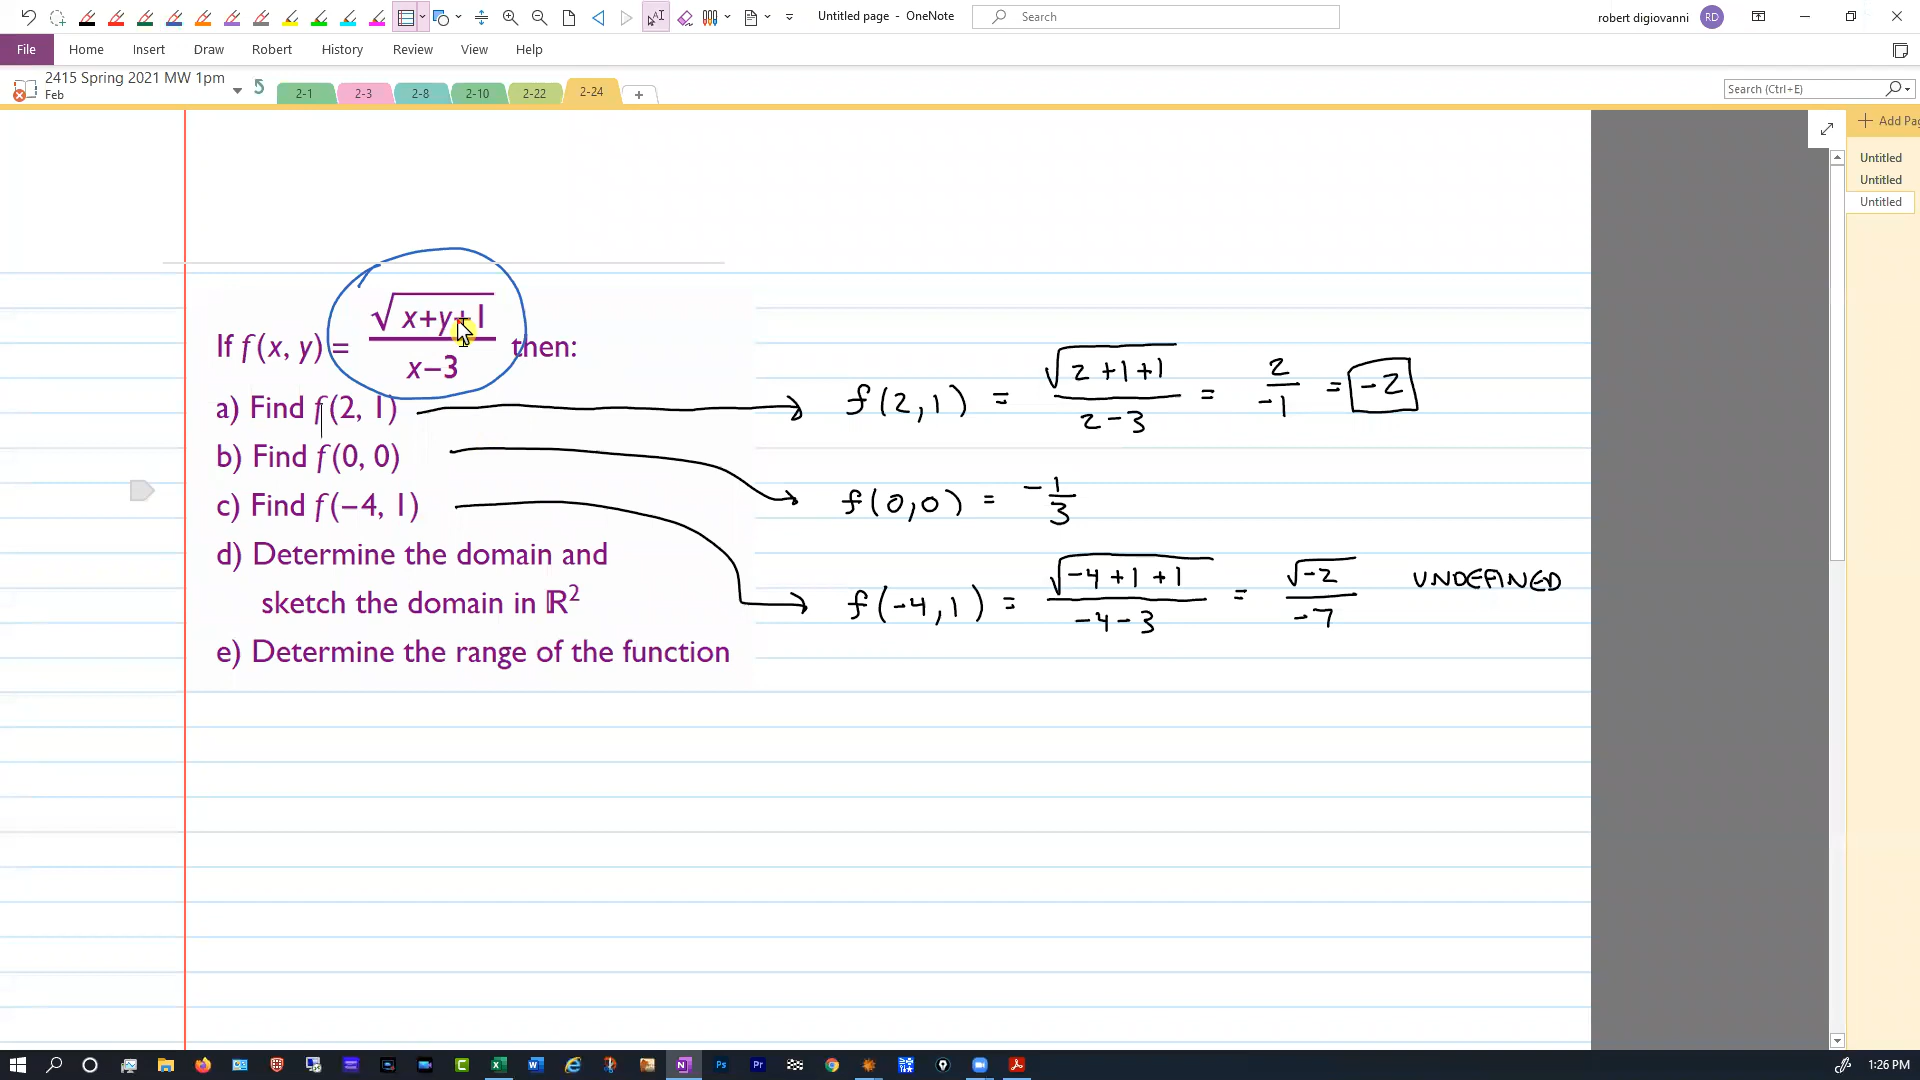 Untitled page - OneNote
Search
robert digiovanni
RD
File Home Insert Draw Robert History Review View Help
2415 Spring 2021 MW 1pm
Feb
2-1 2-3 2-8 2-10 2-22 2-24
Search (Ctrl+E)
Add Pag
Untitled
Untitled
Untitled
If f(x, y) = √(x+y+1) / (x−3) then:
a) Find f(2, 1)
b) Find f(0, 0)
c) Find f(−4, 1)
d) Determine the domain and
sketch the domain in ℝ²
e) Determine the range of the function
f(2,1) = √(2+1+1) / (2-3) = 2/-1 = -2
f(0,0) = -1/3
f(-4,1) = √(-4+1+1) / (-4-3) = √-2 / -7 UNDEFINED
1:26 PM